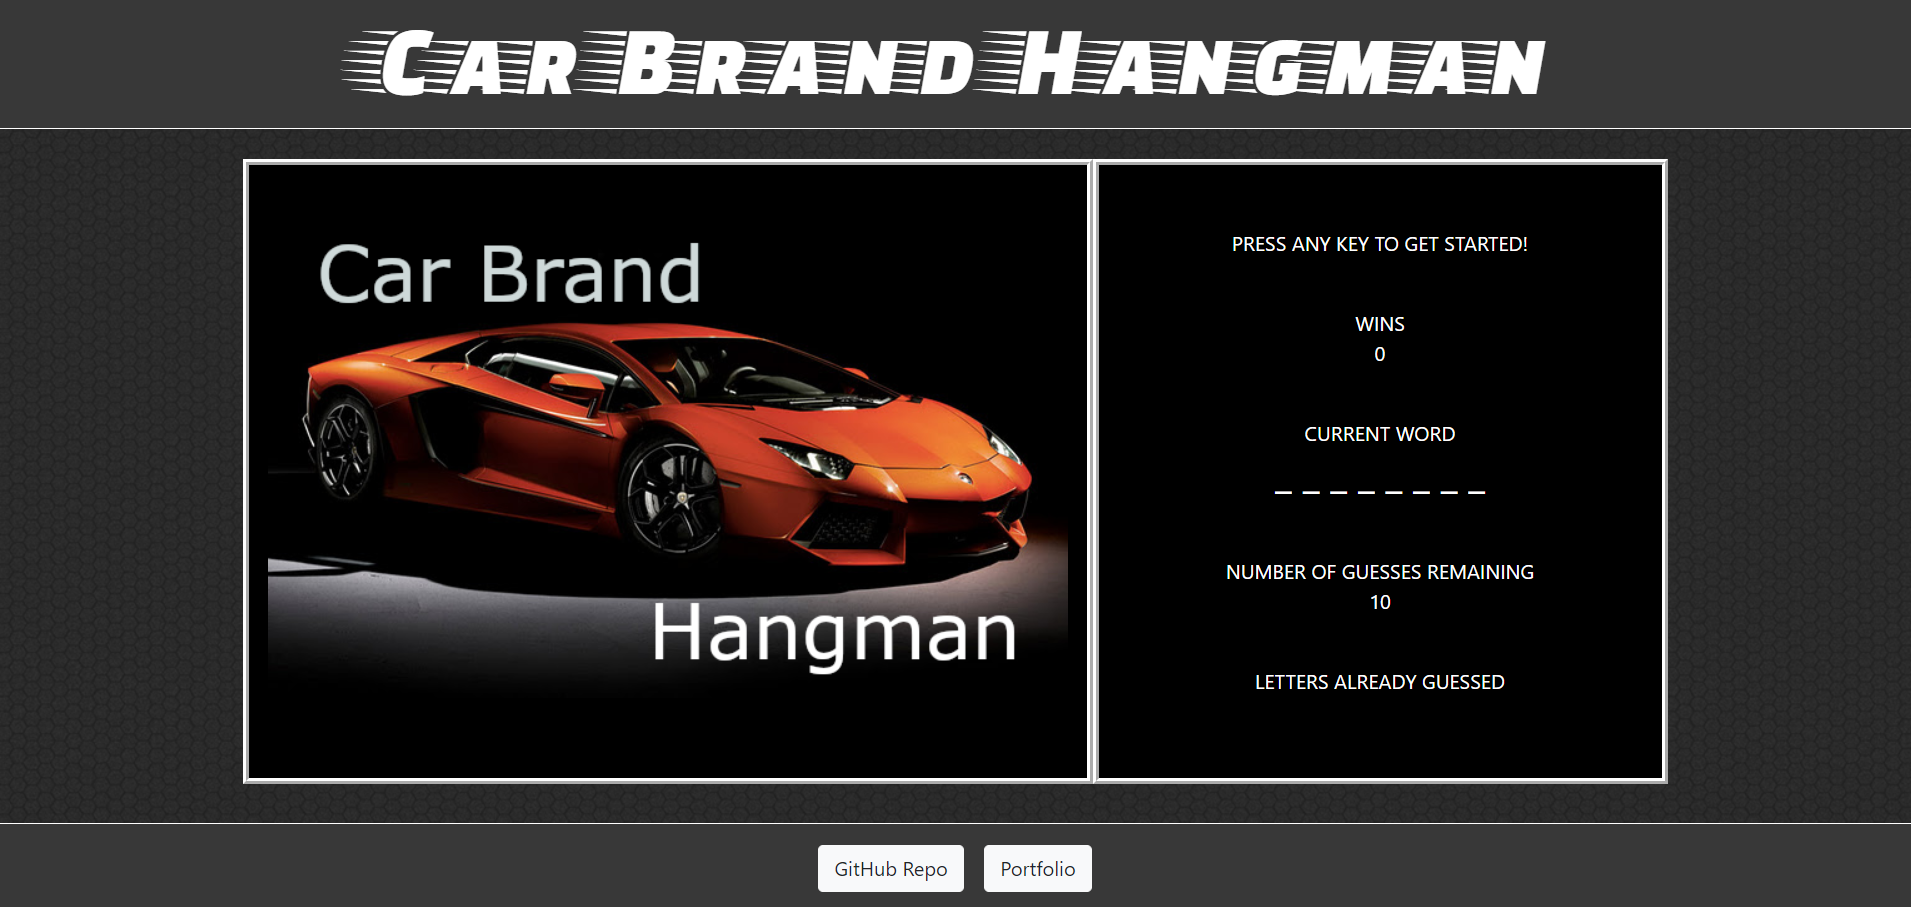 Car Brand Hangman
Car Brand
Hangman
PRESS ANY KEY TO GET STARTED!
WINS
0
CURRENT WORD
_ _ _ _ _ _ _ _
NUMBER OF GUESSES REMAINING
10
LETTERS ALREADY GUESSED
GitHub Repo
Portfolio